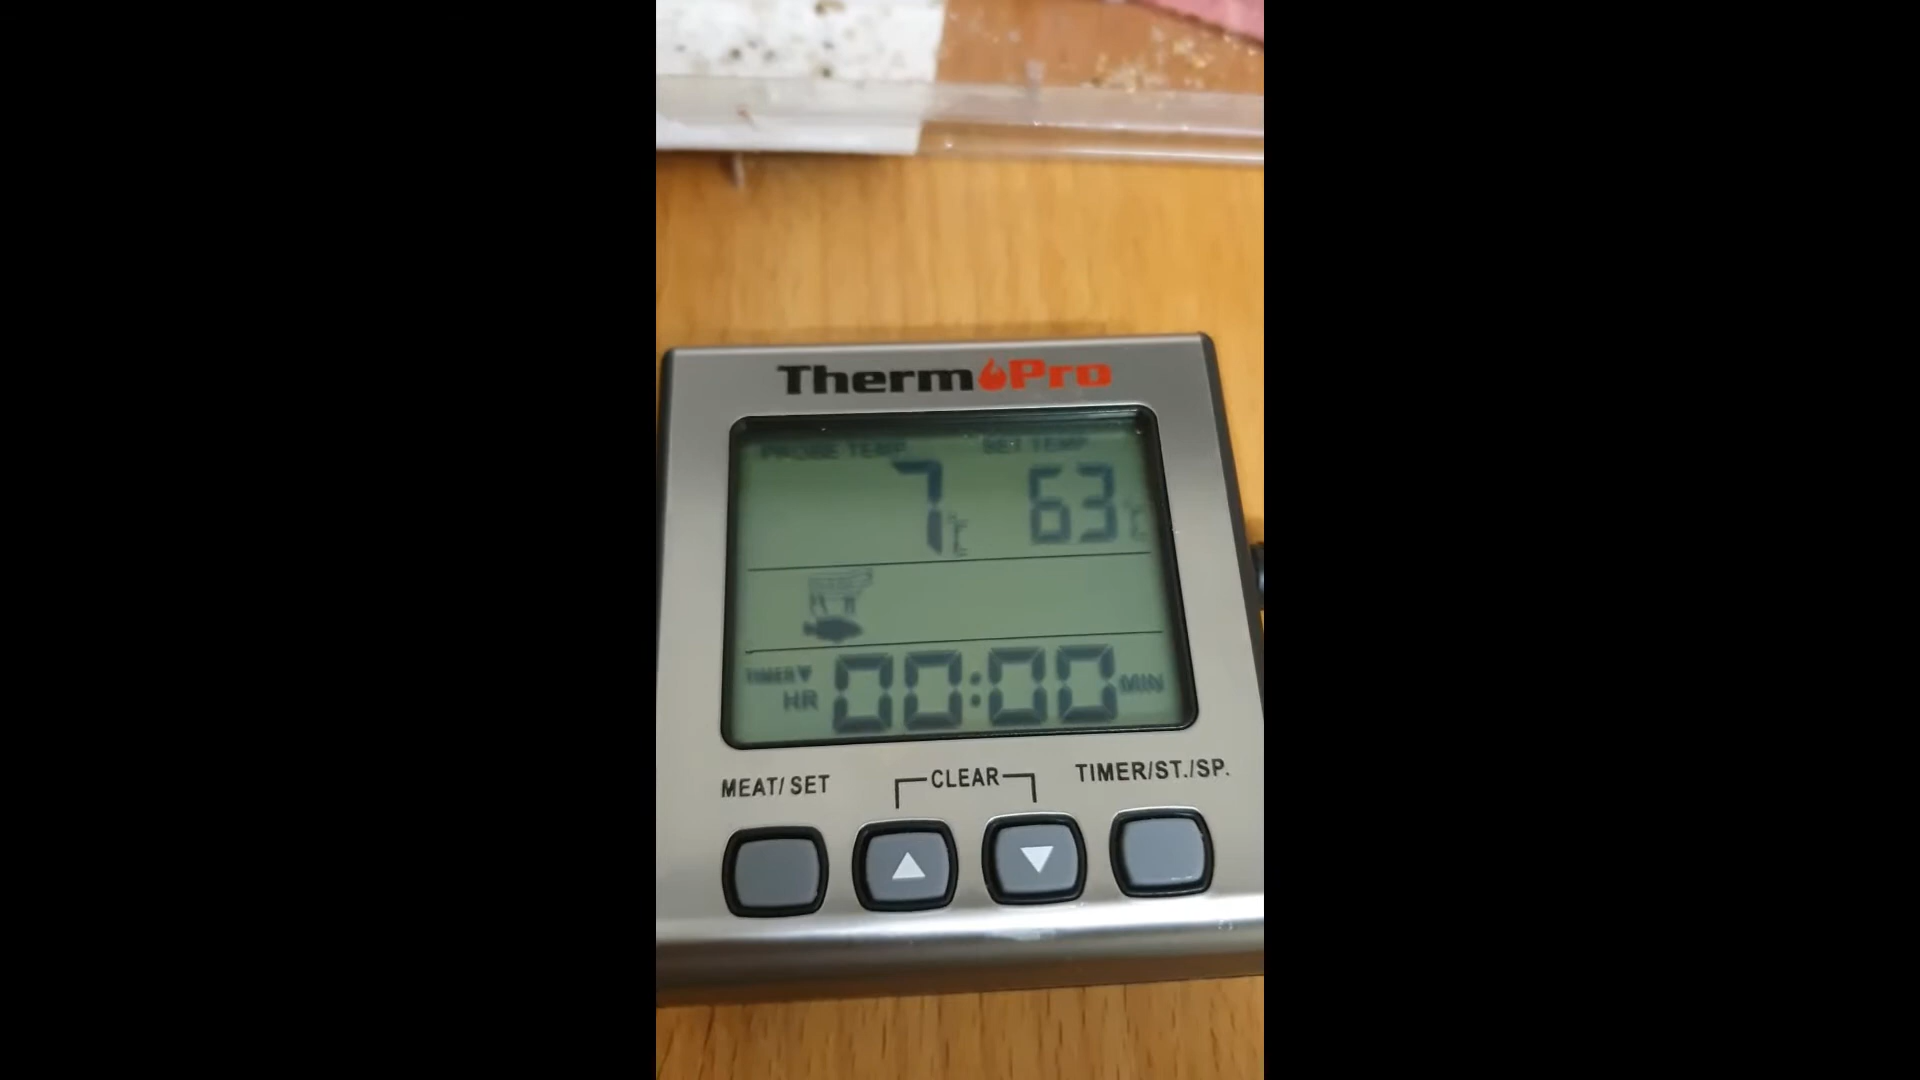 ThermoPro
PROBE TEMP SET TEMP
7°C 63°C
TIMER▼
HR 00:00 MIN
MEAT/SET CLEAR TIMER/ST./SP.
▲ ▼